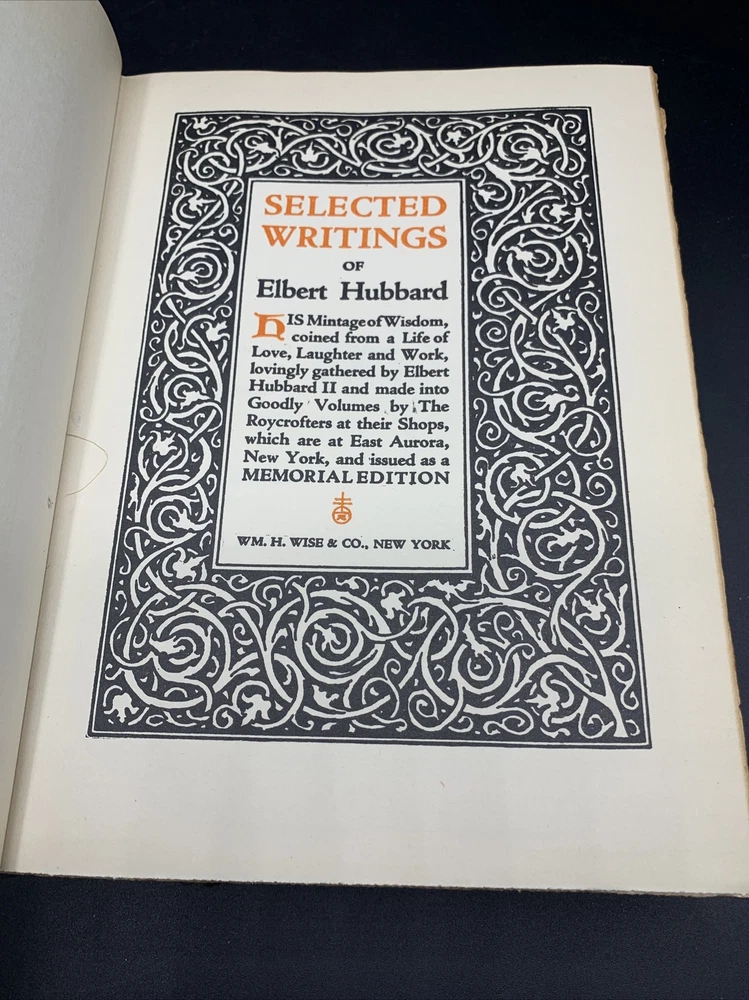 SELECTED
WRITINGS
OF
Elbert Hubbard
HIS Mintage of Wisdom,
coined from a Life of
Love, Laughter and Work,
lovingly gathered by Elbert
Hubbard II and made into
Goodly Volumes by The
Roycrofters at their Shops,
which are at East Aurora,
New York, and issued as a
MEMORIAL EDITION
WM. H. WISE & CO., NEW YORK